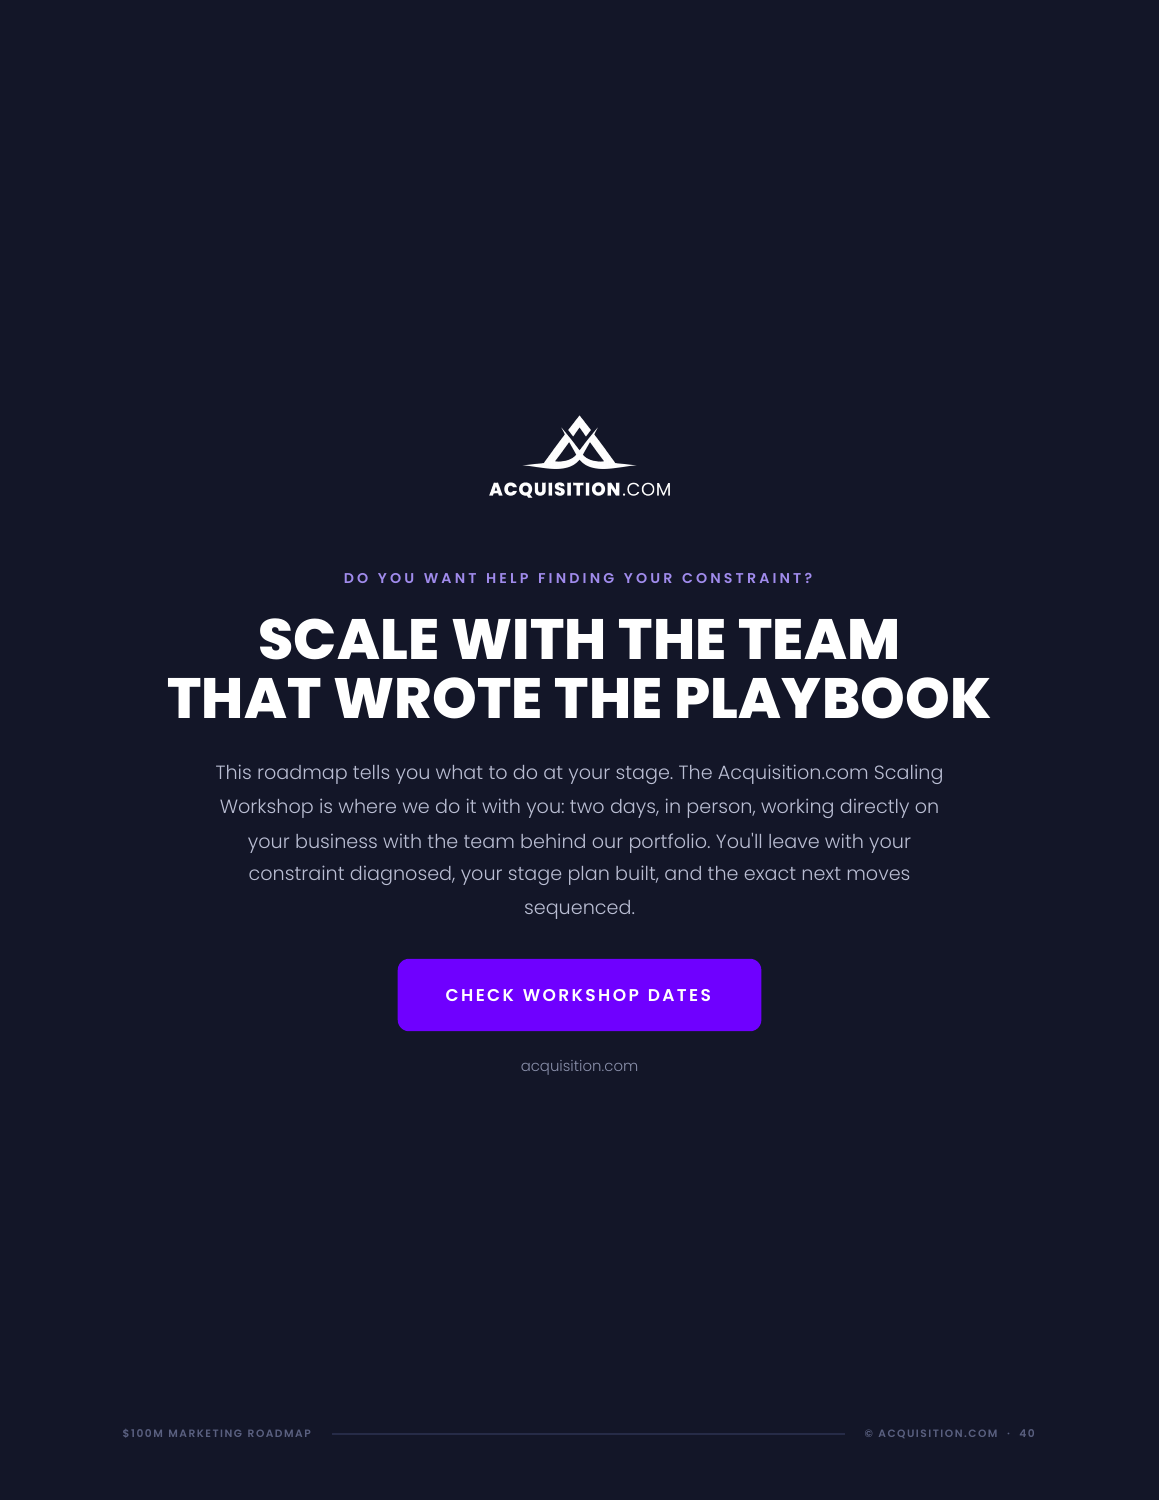 ACQUISITION.COM
DO YOU WANT HELP FINDING YOUR CONSTRAINT?
SCALE WITH THE TEAM
THAT WROTE THE PLAYBOOK
This roadmap tells you what to do at your stage. The Acquisition.com Scaling
Workshop is where we do it with you: two days, in person, working directly on
your business with the team behind our portfolio. You'll leave with your
constraint diagnosed, your stage plan built, and the exact next moves
sequenced.
CHECK WORKSHOP DATES
acquisition.com
$100M MARKETING ROADMAP © ACQUISITION.COM · 40